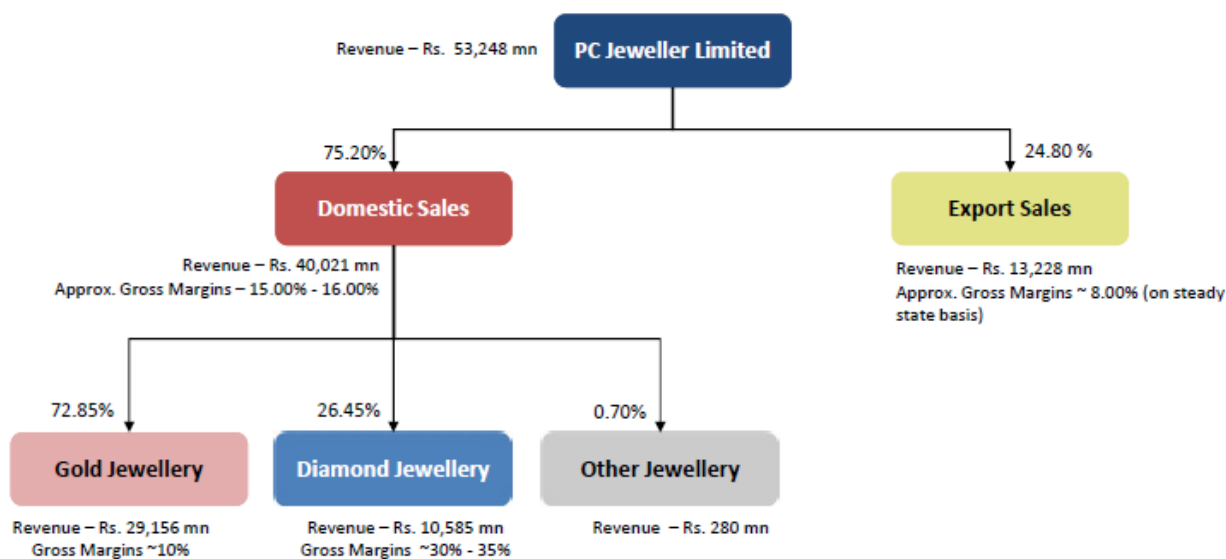 Revenue – Rs. 53,248 mn
PC Jeweller Limited
75.20%
24.80 %
Domestic Sales
Export Sales
Revenue – Rs. 40,021 mn
Approx. Gross Margins – 15.00% - 16.00%
Revenue – Rs. 13,228 mn
Approx. Gross Margins ~ 8.00% (on steady
state basis)
72.85%
26.45%
0.70%
Gold Jewellery
Diamond Jewellery
Other Jewellery
Revenue – Rs. 29,156 mn
Gross Margins ~10%
Revenue – Rs. 10,585 mn
Gross Margins ~30% - 35%
Revenue – Rs. 280 mn